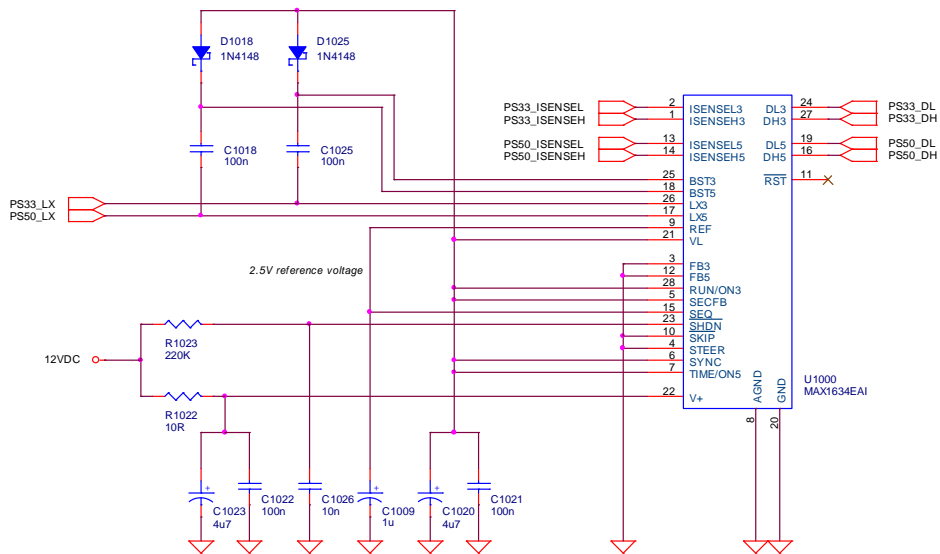 D1018
1N4148
D1025
1N4148
C1018
100n
C1025
100n
PS33_ISENSEL
PS33_ISENSEH
PS50_ISENSEL
PS50_ISENSEH
PS33_LX
PS50_LX
2.5V reference voltage
12VDC
R1023
220K
R1022
10R
2
1
13
14
25
18
26
17
9
21
3
12
28
5
15
23
10
4
6
7
22
ISENSEL3
ISENSEH3
ISENSEL5
ISENSEH5
BST3
BST5
LX3
LX5
REF
VL
FB3
FB5
RUN/ON3
SECFB
SEQ
SHDN
SKIP
STEER
SYNC
TIME/ON5
V+
DL3
DH3
DL5
DH5
RST
24
27
19
16
11
PS33_DL
PS33_DH
PS50_DL
PS50_DH
AGND
GND
8
20
U1000
MAX1634EAI
C1023
4u7
C1022
100n
C1026
10n
C1009
1u
C1020
4u7
C1021
100n